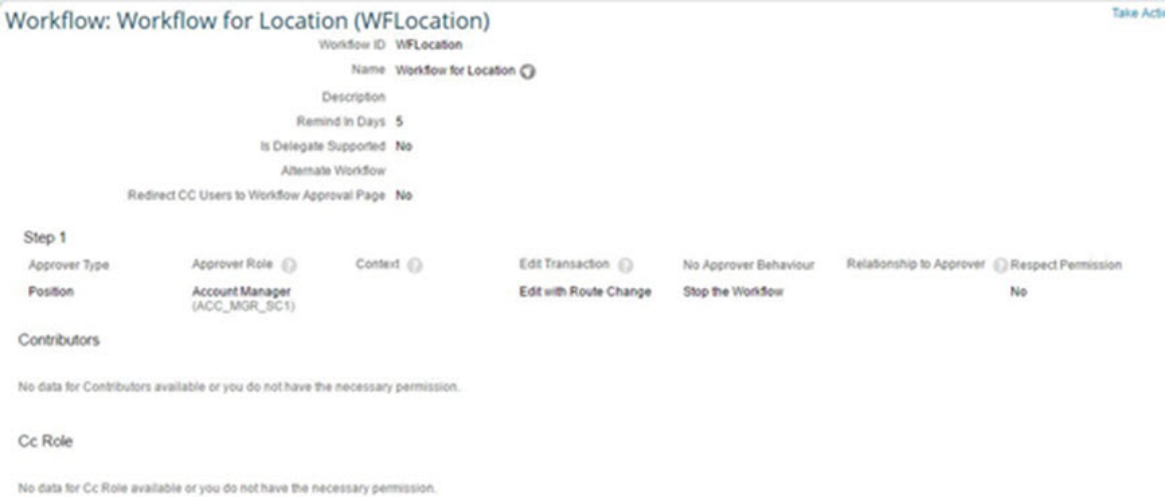 Workflow: Workflow for Location (WFLocation)
Take Acti
Workflow ID WFLocation
Name Workflow for Location
Description
Remind In Days 5
Is Delegate Supported No
Alternate Workflow
Redirect CC Users to Workflow Approval Page No
Step 1
Approver Type Approver Role Context Edit Transaction No Approver Behaviour Relationship to Approver Respect Permission
Position Account Manager Edit with Route Change Stop the Workflow No
(ACC_MGR_SC1)
Contributors
No data for Contributors available or you do not have the necessary permission.
Cc Role
No data for Cc Role available or you do not have the necessary permission.